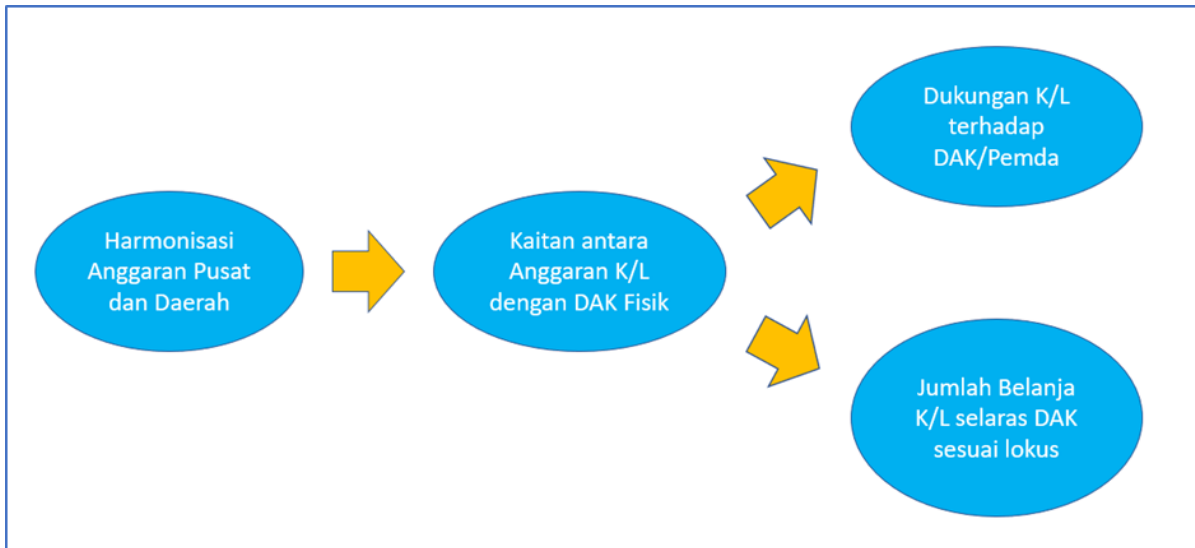 Harmonisasi
Anggaran Pusat
dan Daerah
Kaitan antara
Anggaran K/L
dengan DAK Fisik
Dukungan K/L
terhadap
DAK/Pemda
Jumlah Belanja
K/L selaras DAK
sesuai lokus